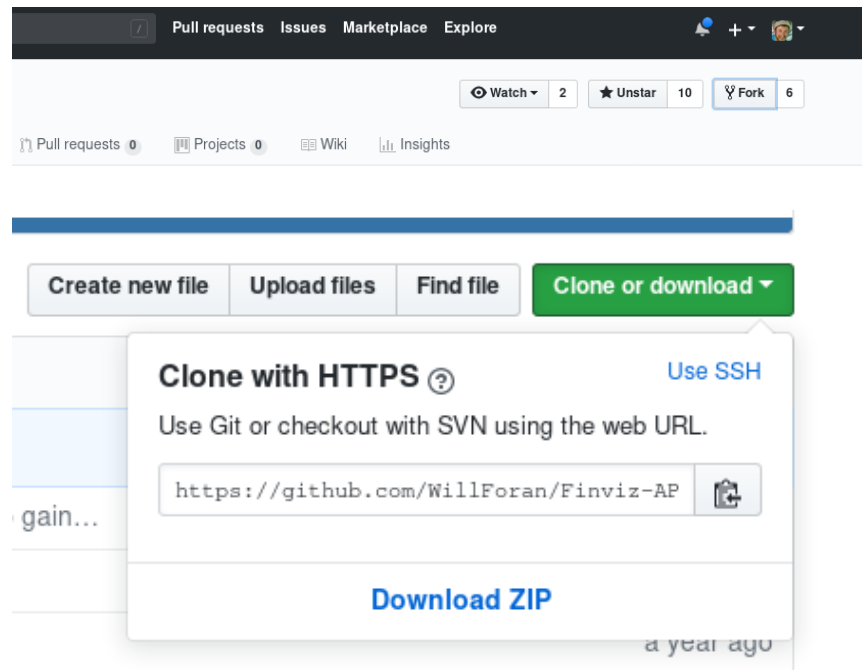 / Pull requests Issues Marketplace Explore
Watch 2 Unstar 10 Fork 6
Pull requests 0 Projects 0 Wiki Insights
Create new file Upload files Find file Clone or download
Clone with HTTPS ? Use SSH
Use Git or checkout with SVN using the web URL.
https://github.com/WillForan/Finviz-AP
gain…
Download ZIP
a year ago